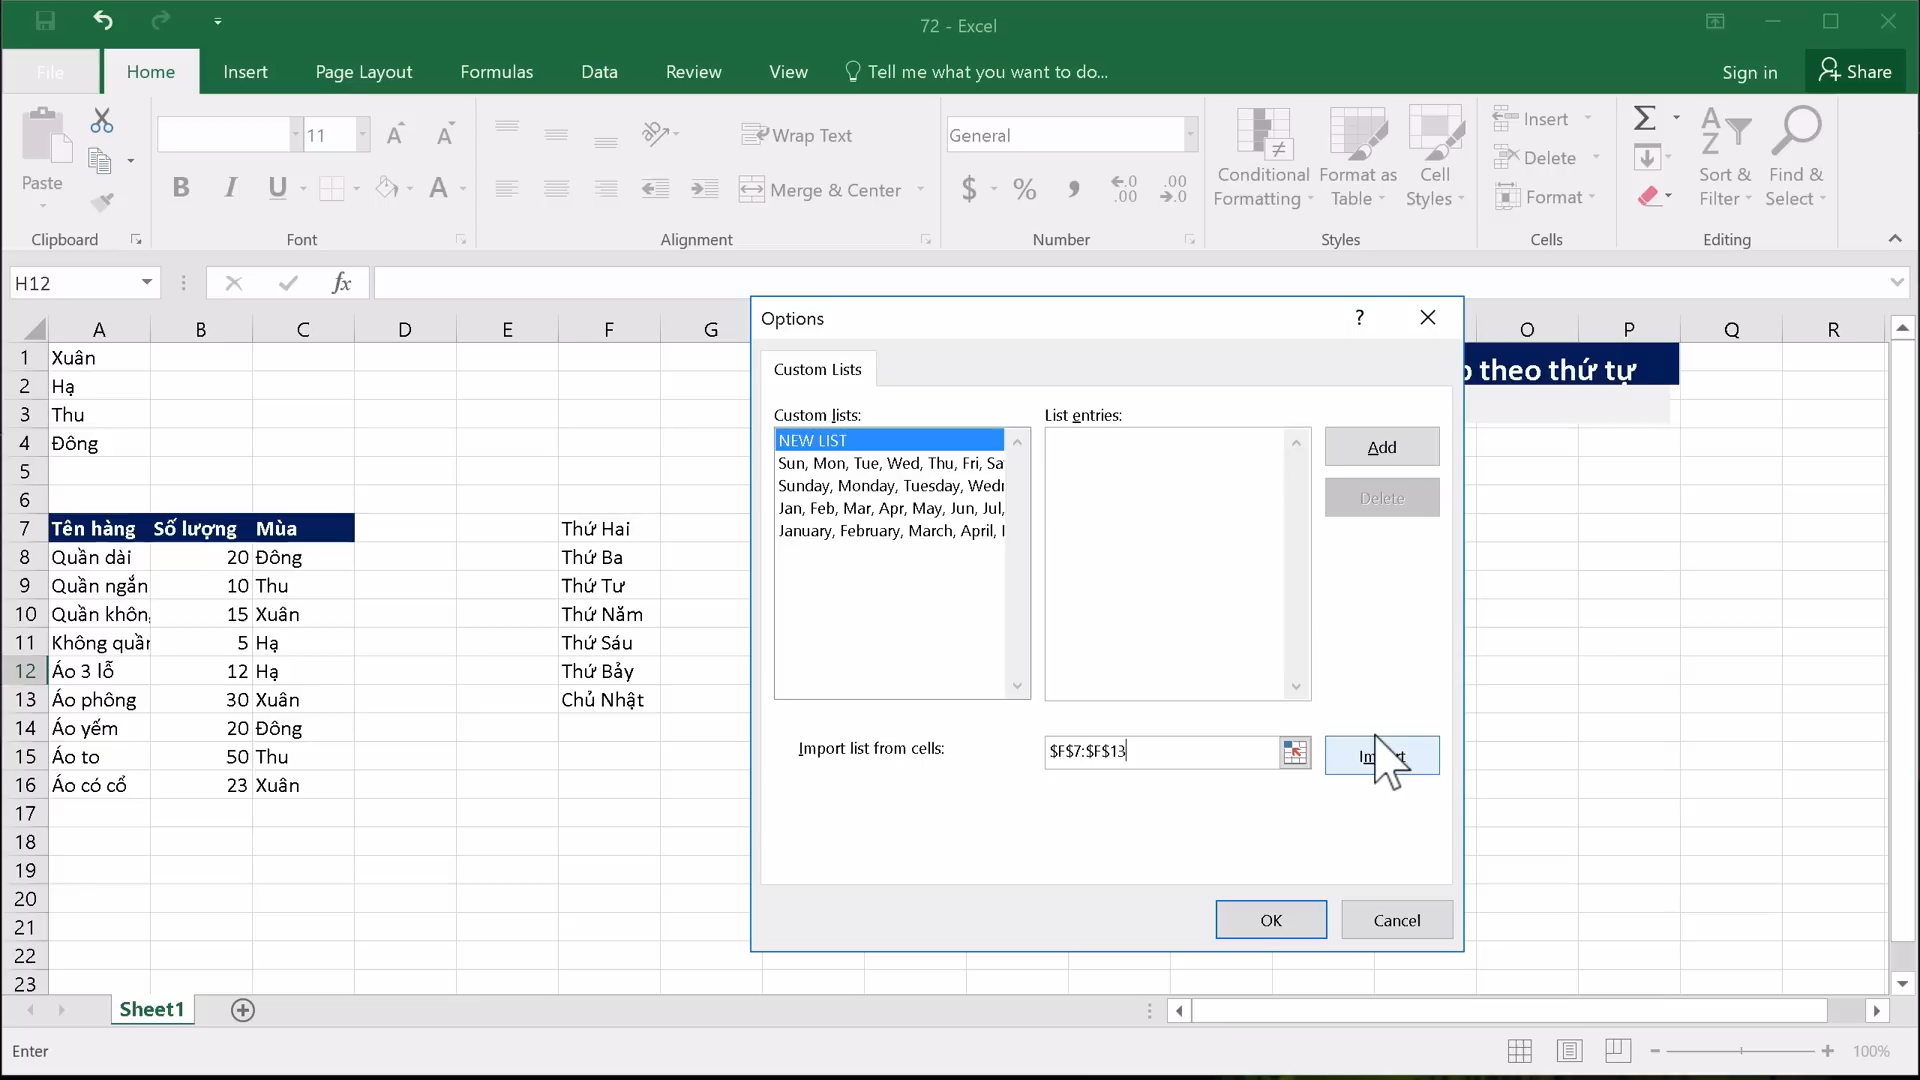 72 - Excel
File
Home
Insert
Page Layout
Formulas
Data
Review
View
Tell me what you want to do...
Sign in
Share
Paste
Clipboard
11
A
A
B
I
U
A
Font
Wrap Text
Merge & Center
Alignment
General
$
%
Number
Conditional Formatting
Format as Table
Cell Styles
Styles
Insert
Delete
Format
Cells
Sort & Filter
Find & Select
Editing
H12
fx
A B C D E F G O P Q R
Options
?
Custom Lists
Custom lists:
NEW LIST
Sun, Mon, Tue, Wed, Thu, Fri, Sa
Sunday, Monday, Tuesday, Wed
Jan, Feb, Mar, Apr, May, Jun, Jul,
January, February, March, April,
List entries:
Add
Delete
Import list from cells:
$F$7:$F$13
OK
Cancel
theo thứ tự
1 Xuân
2 Hạ
3 Thu
4 Đông
5
6
7 Tên hàng Số lượng Mùa Thứ Hai
8 Quần dài 20 Đông Thứ Ba
9 Quần ngắn 10 Thu Thứ Tư
10 Quần khôn 15 Xuân Thứ Năm
11 Không quần 5 Hạ Thứ Sáu
12 Áo 3 lỗ 12 Hạ Thứ Bảy
13 Áo phông 30 Xuân Chủ Nhật
14 Áo yếm 20 Đông
15 Áo to 50 Thu
16 Áo có cổ 23 Xuân
17
18
19
20
21
22
23
Sheet1
Enter
100%